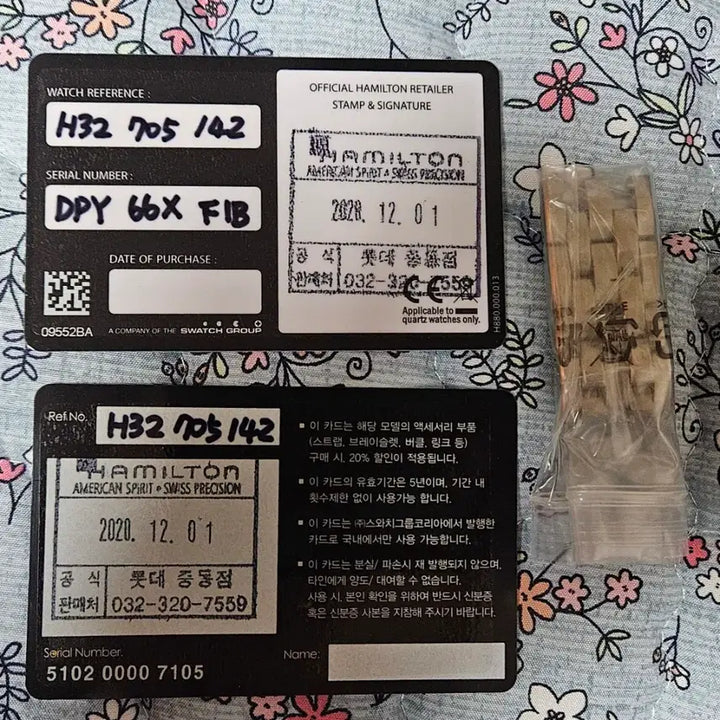 WATCH REFERENCE :
H32 705 142
SERIAL NUMBER :
DPY 66X FIB
DATE OF PURCHASE :
09552BA
A COMPANY OF THE SWATCH GROUP
OFFICIAL HAMILTON RETAILER
STAMP & SIGNATURE
HAMILTON
AMERICAN SPIRIT • SWISS PRECISION
2020. 12. 01
공 식 롯데 중동점
판매처 032-320-7559
CE
Applicable to
quartz watches only.
H880.000.013
Ref.No. H32 705 142
HAMILTON
AMERICAN SPIRIT • SWISS PRECISION
2020. 12. 01
공 식 롯데 중동점
판매처 032-320-7559
Serial Number.
5102 0000 7105
▪ 이 카드는 해당 모델의 액세서리 부품
(스트랩, 브레이슬렛, 버클, 링크 등)
구매 시, 20% 할인이 적용됩니다.
▪ 이 카드의 유효기간은 5년이며, 기간 내
횟수제한 없이 사용가능 합니다.
▪ 이 카드는 ㈜스와치그룹코리아에서 발행한
카드로 국내에서만 사용 가능합니다.
▪ 이 카드는 분실/ 파손시 재 발행되지 않으며,
타인에게 양도/ 대여할 수 없습니다.
사용 시, 본인 확인을 위하여 반드시 신분증
혹은 신분증 사본을 지참해 주시기 바랍니다.
Name: